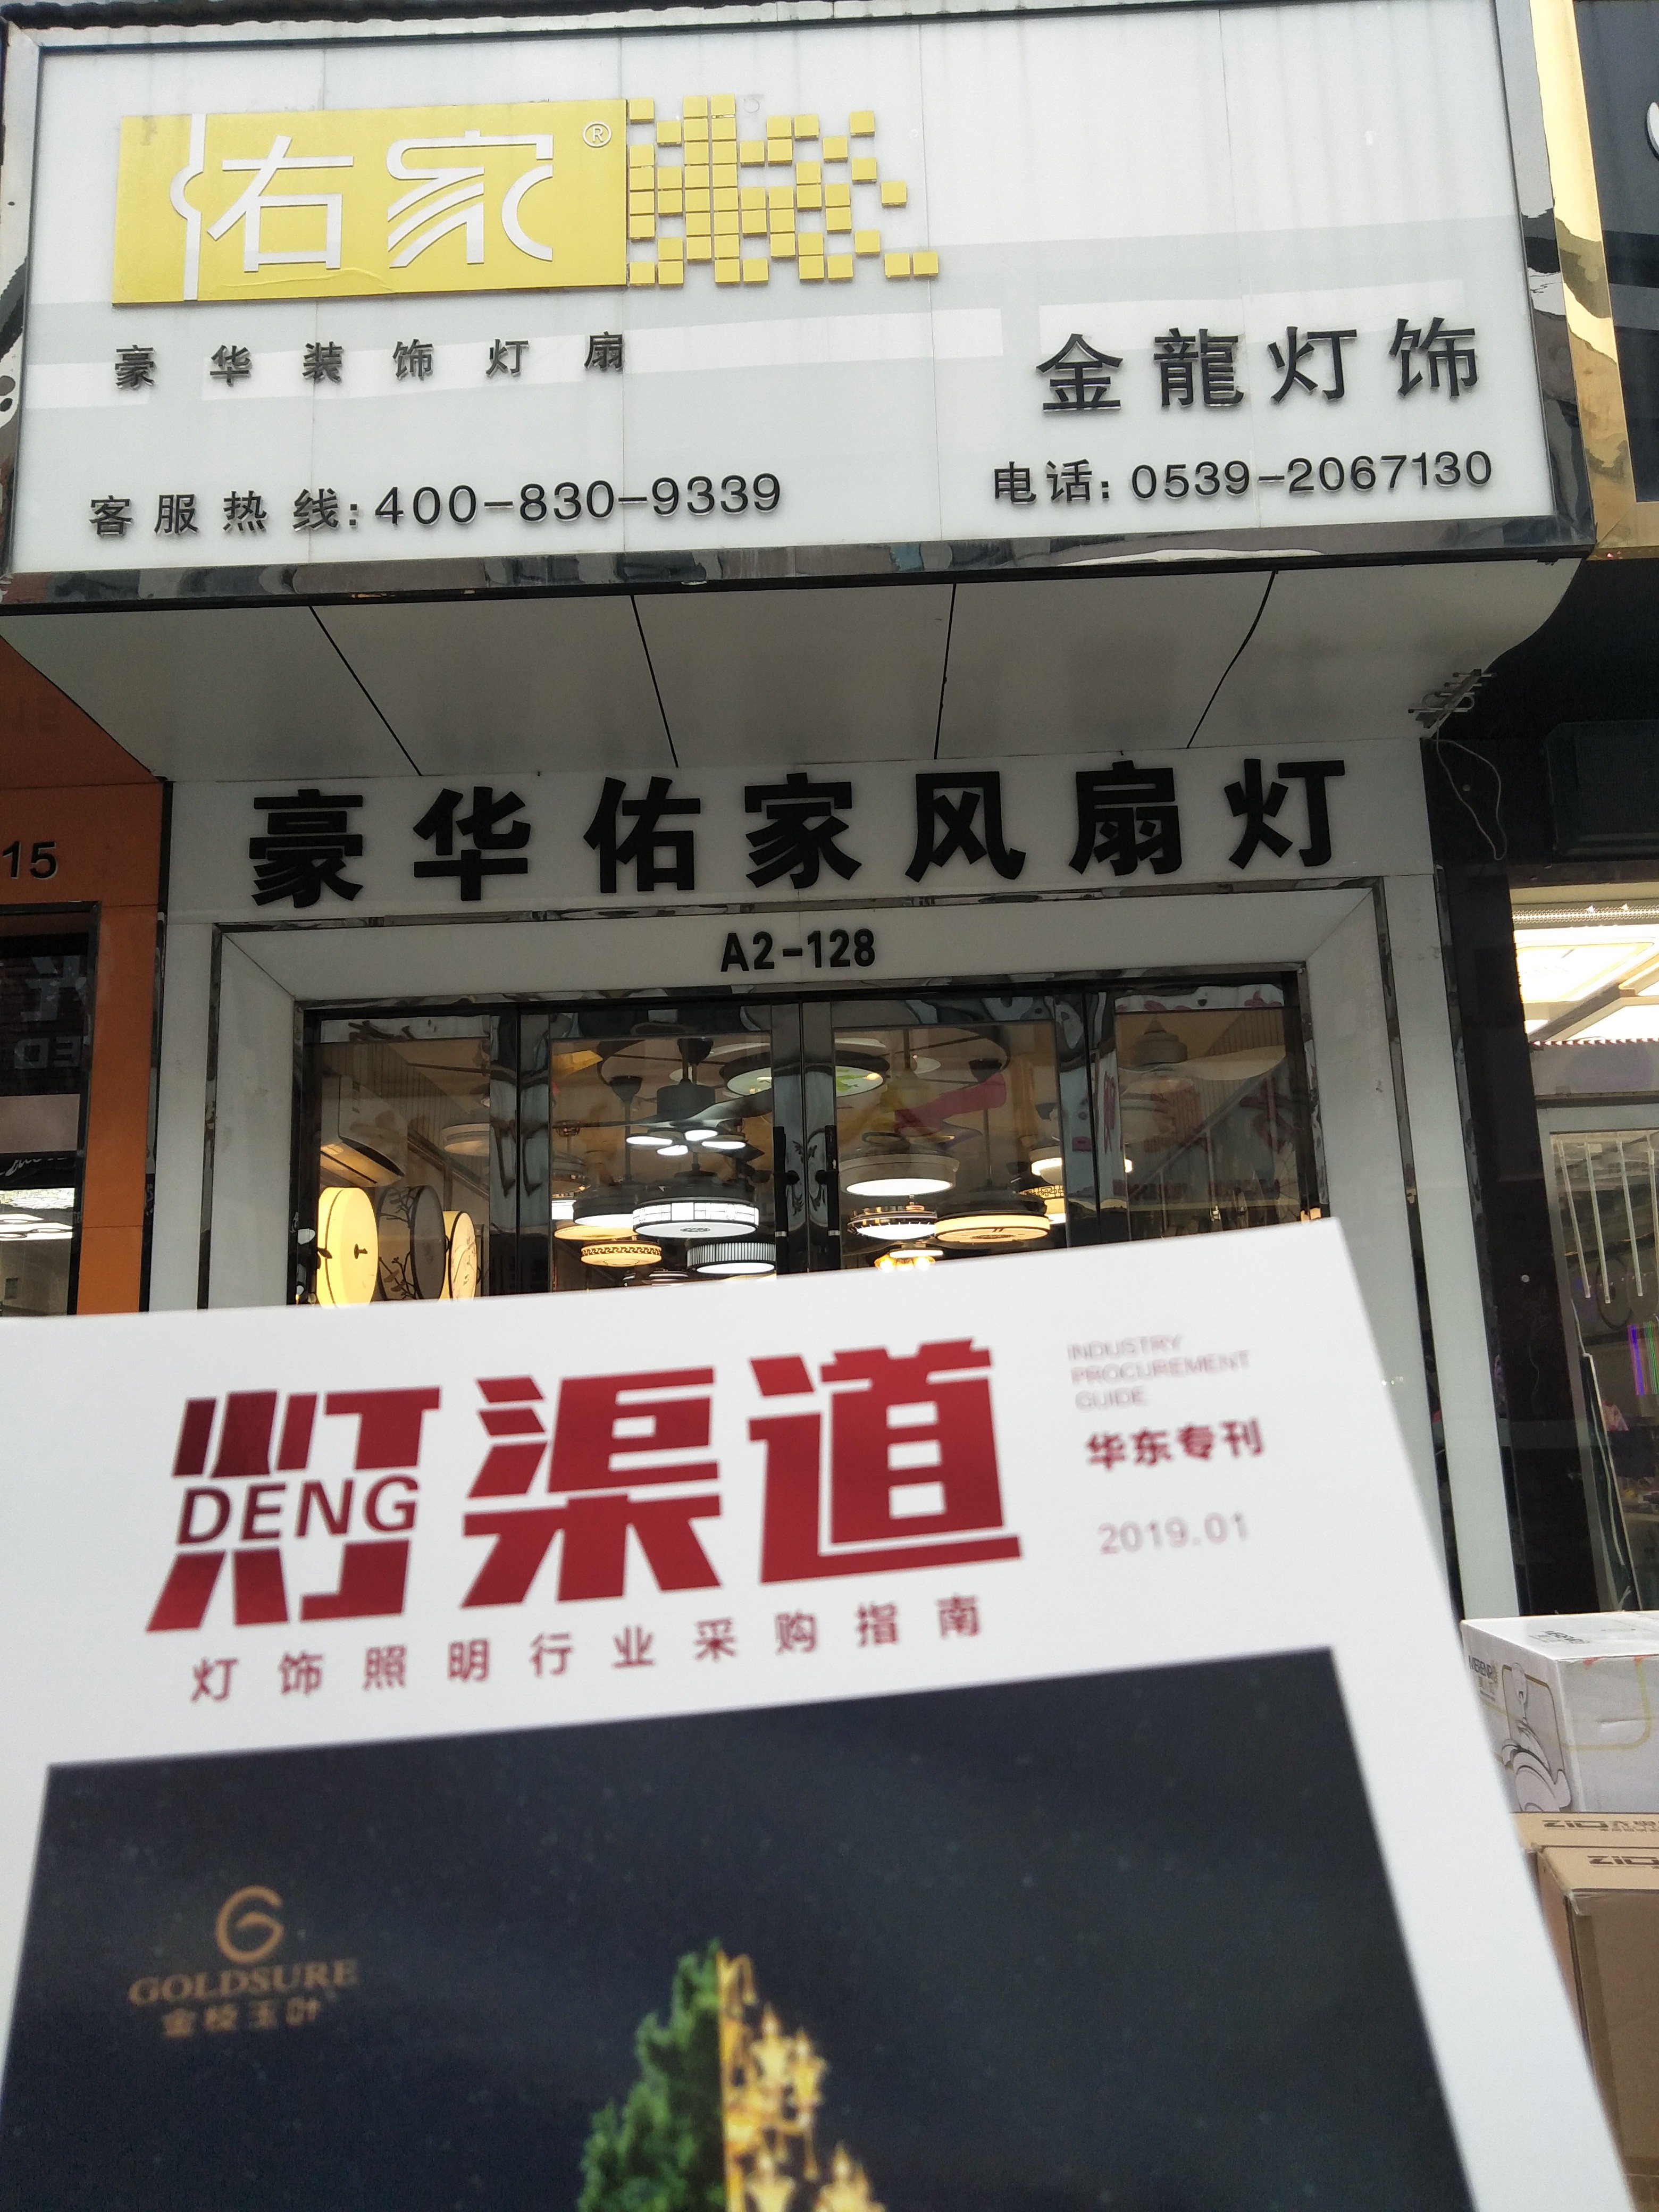 佑家®
豪华装饰灯扇
金龍灯饰
客服热线:400-830-9339
电话:0539-2067130
豪华佑家风扇灯
A2-128
15
灯渠道
DENG
INDUSTRY
PROCUREMENT
GUIDE
华东专刊
2019.01
灯饰照明行业采购指南
GOLDSURE
金枝玉叶